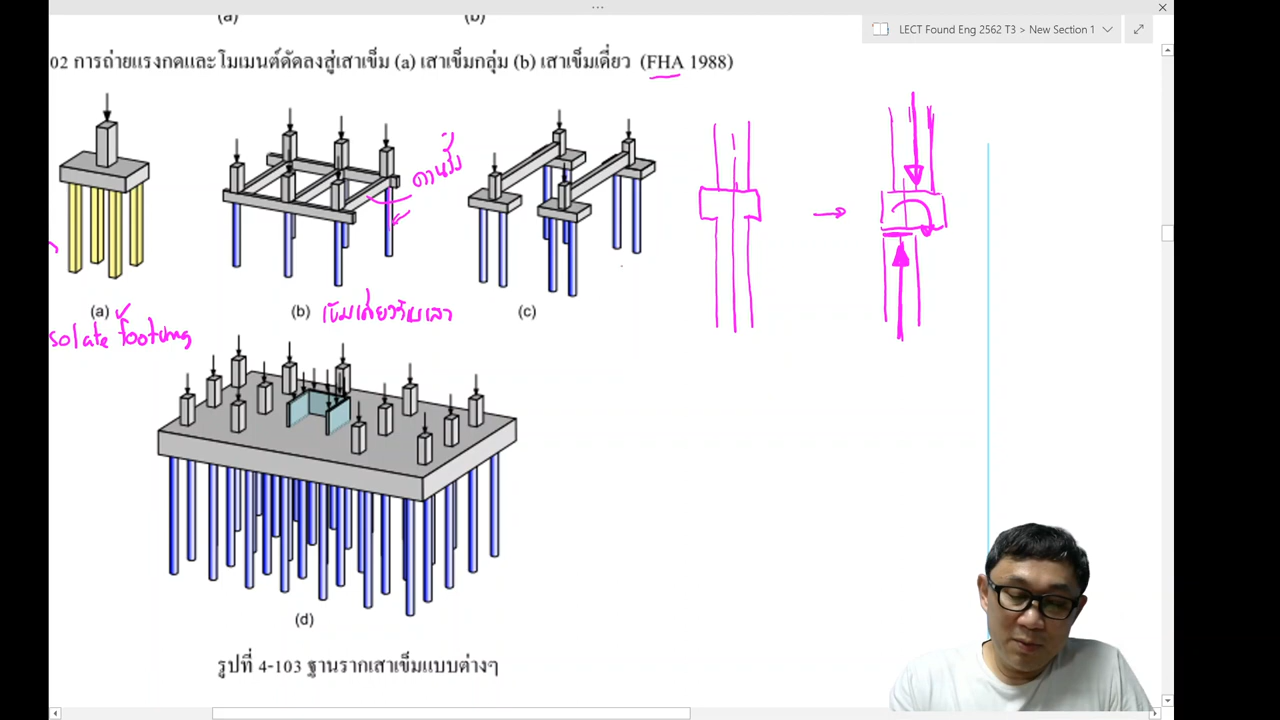 (a) (b)
LECT Found Eng 2562 T3 > New Section 1
02 การถ่ายแรงกดและโมเมนต์ดัดลงสู่เสาเข็ม (a) เสาเข็มกลุ่ม (b) เสาเข็มเดี่ยว (FHA 1988)
คานรั้ง
(a) (b) เข็มเดี่ยวรับเสา (c)
solate footing
(d)
รูปที่ 4-103 ฐานรากเสาเข็มแบบต่างๆ